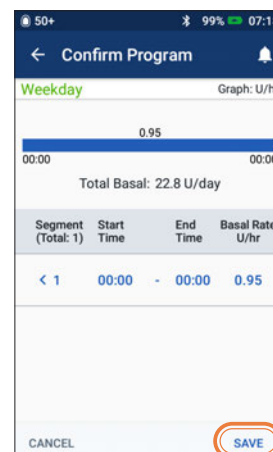 50+ 99% 07:1
Confirm Program
Weekday Graph: U/h
0.95
00:00 00:00
Total Basal: 22.8 U/day
Segment Start End Basal Rate
(Total: 1) Time Time U/hr
< 1 00:00 - 00:00 0.95
CANCEL SAVE